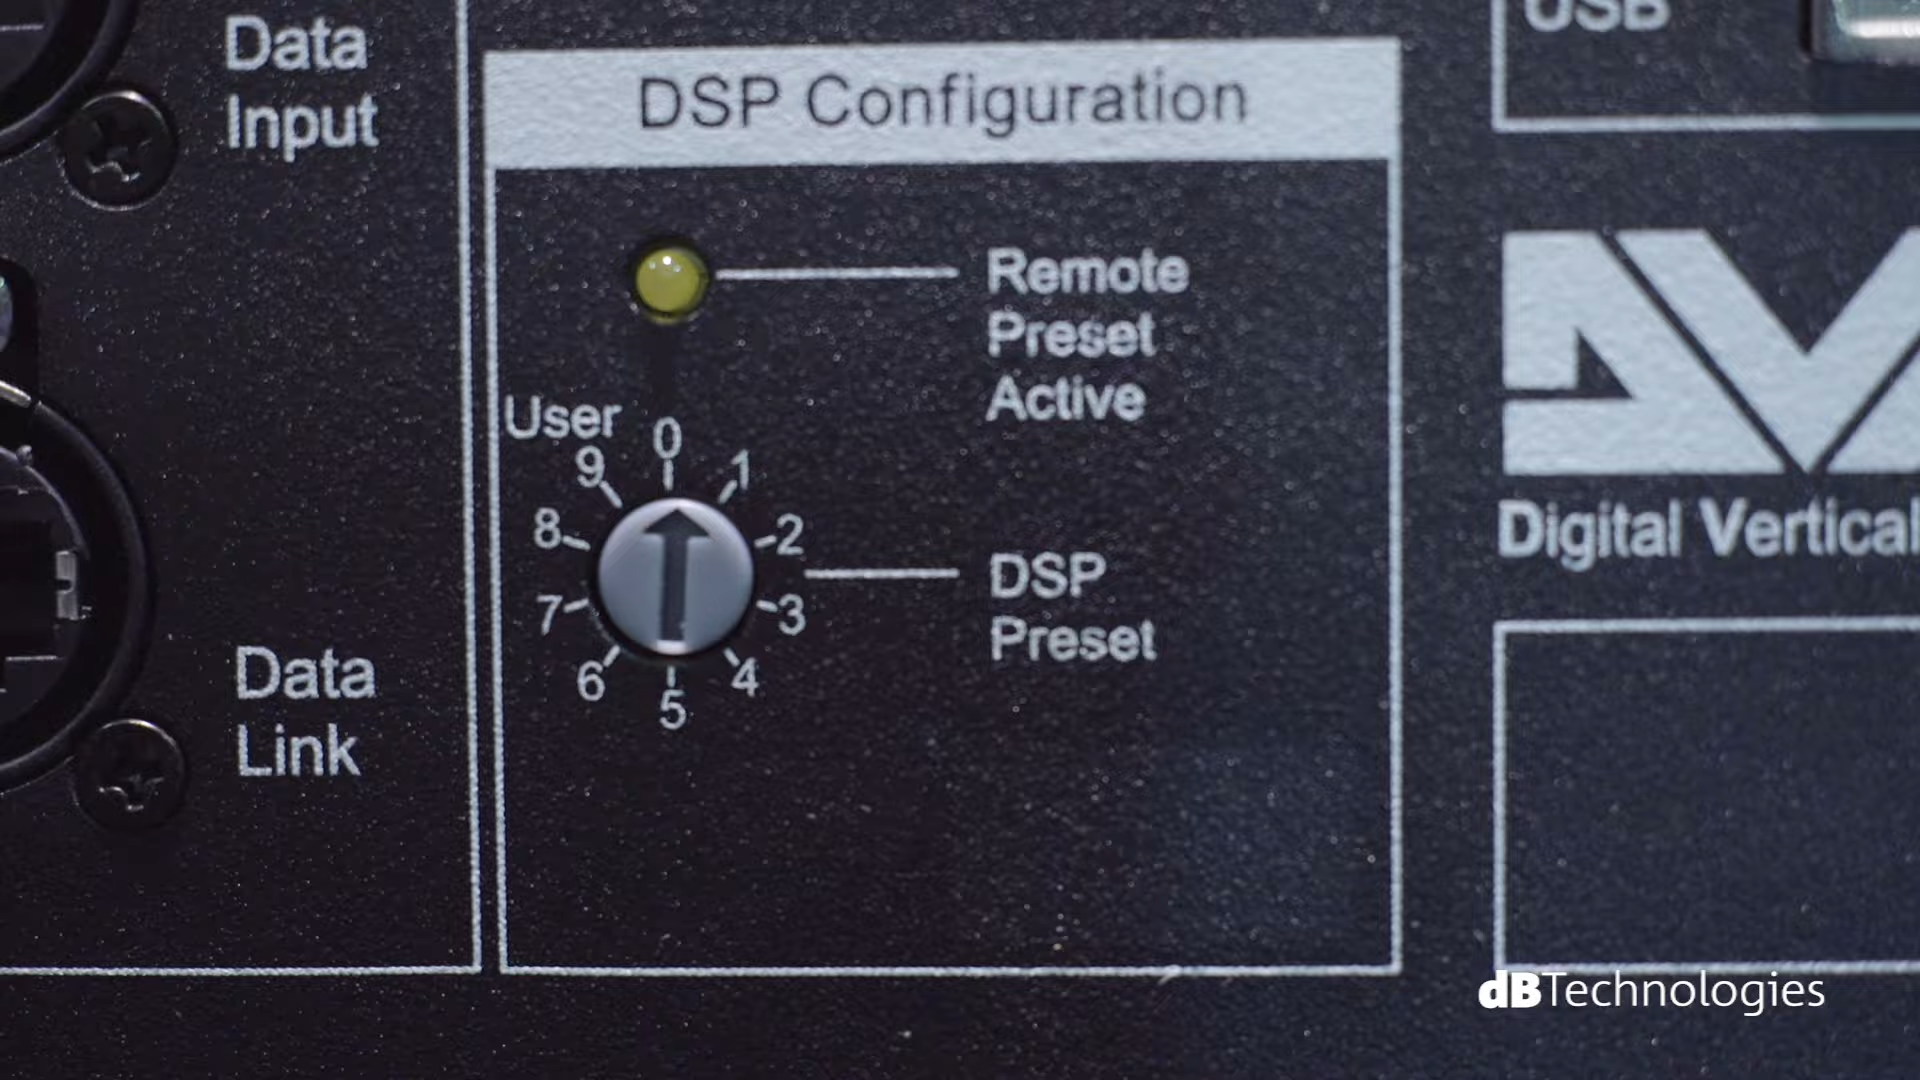 Data
Input
DSP Configuration
USB
Remote
Preset
Active
User
0
1
2
3
4
5
6
7
8
9
DSP
Preset
Data
Link
Digital Vertical
dBTechnologies